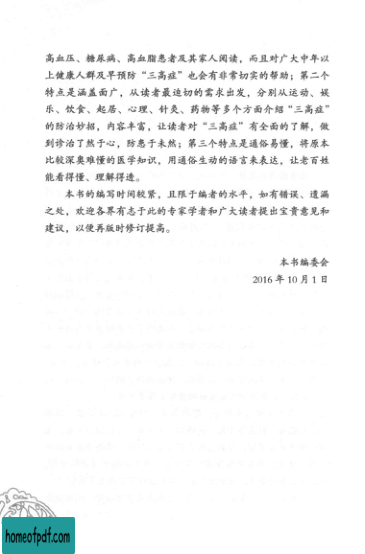 高血压、糖尿病、高血脂患者及其家人阅读，而且对广大中年以
上健康人群及早预防“三高症”也会有非常切实的帮助；第二个
特点是涵盖面广，从读者最迫切的需求出发，分别从运动、娱
乐、饮食、起居、心理、针灸、药物等多个方面介绍“三高症”
的防治妙招，内容丰富，让读者对“三高症”有全面的了解，做
到诊治了然于心，防患于未然；第三个特点是通俗易懂，将原本
比较深奥难懂的医学知识，用通俗生动的语言来表达，让老百姓
能看得懂、理解得透。
本书的编写时间较紧，且限于编者的水平，如有错误、遗漏
之处，欢迎各界有志于此的专家学者和广大读者提出宝贵意见和
建议，以便再版时修订提高。
本书编委会
2016 年 10 月 1 日
homeofpdf.com